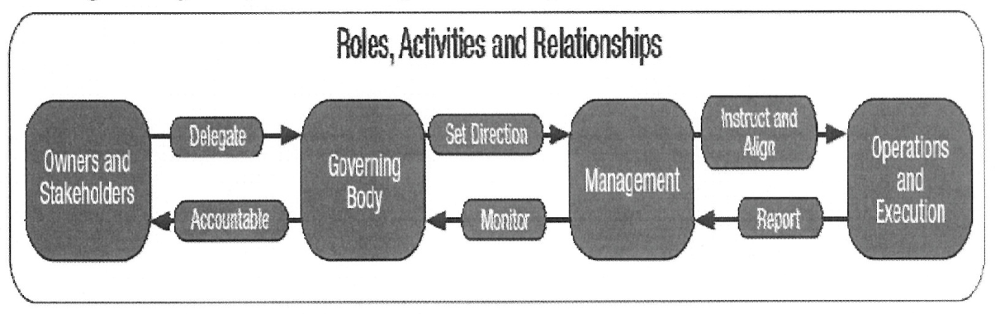 Roles, Activities and Relationships
Owners and
Stakeholders
Delegate
Accountable
Governing
Body
Set Direction
Monitor
Management
Instruct and
Align
Report
Operations
and
Execution